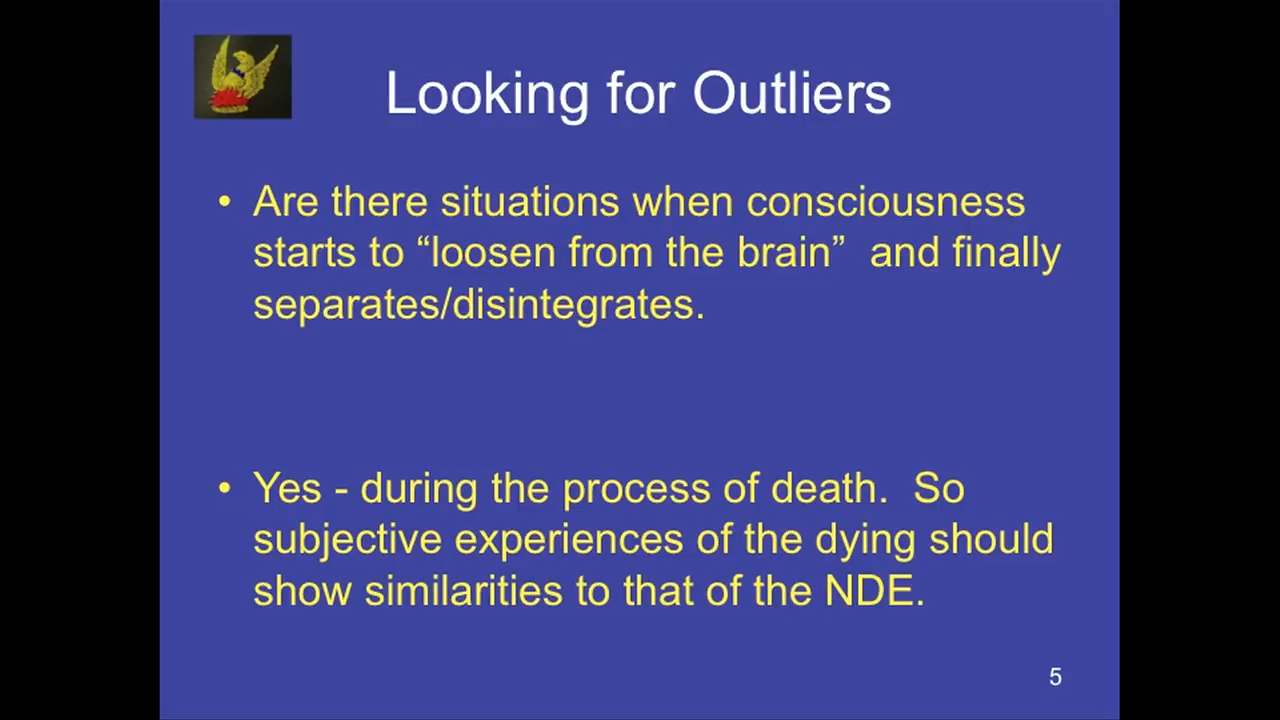 Looking for Outliers
• Are there situations when consciousness
starts to “loosen from the brain”  and finally
separates/disintegrates.
• Yes - during the process of death.  So
subjective experiences of the dying should
show similarities to that of the NDE.
5